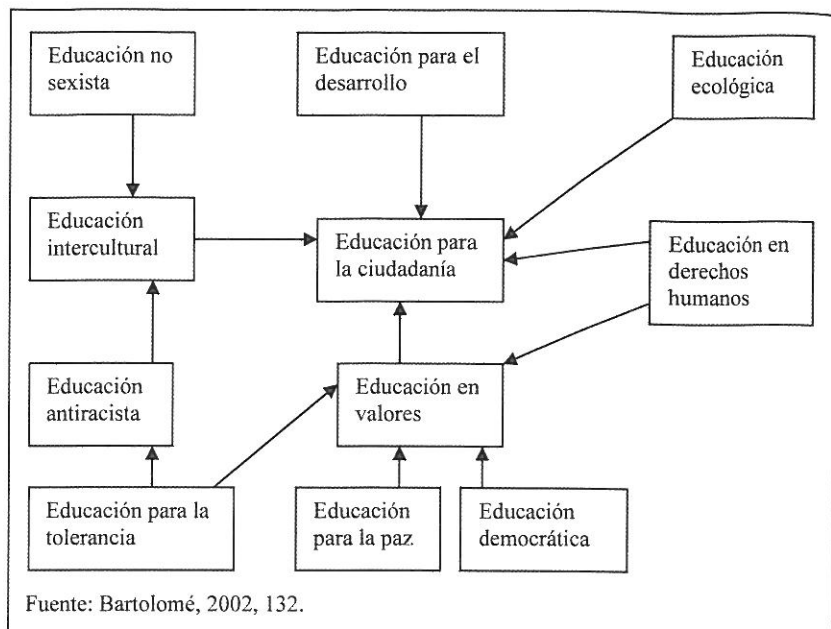 Educación no
sexista
Educación para el
desarrollo
Educación
ecológica
Educación
intercultural
Educación para
la ciudadanía
Educación en
derechos
humanos
Educación
antiracista
Educación en
valores
Educación para la
tolerancia
Educación
para la paz
Educación
democrática
Fuente: Bartolomé, 2002, 132.